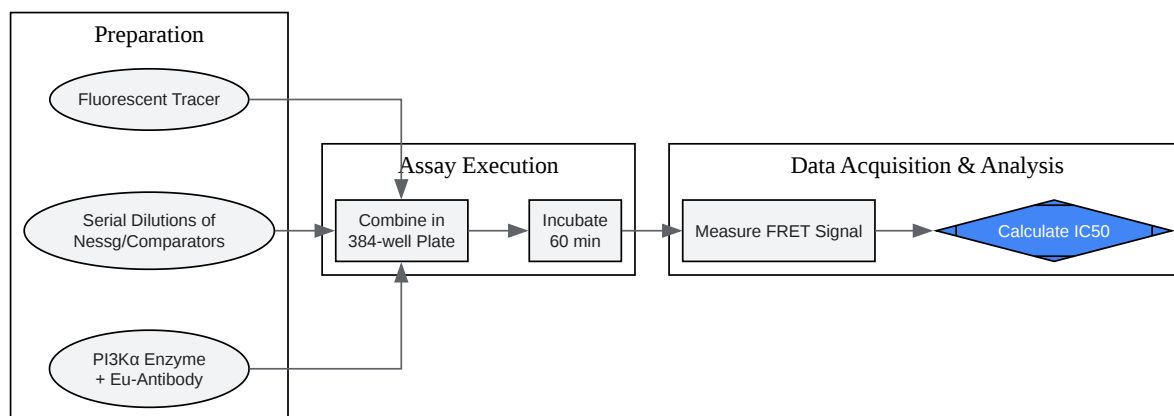 Preparation
Fluorescent Tracer
Serial Dilutions of
Nessg/Comparators
PI3Kα Enzyme
+ Eu-Antibody
Assay Execution
Combine in
384-well Plate
Incubate
60 min
Data Acquisition & Analysis
Measure FRET Signal
Calculate IC50